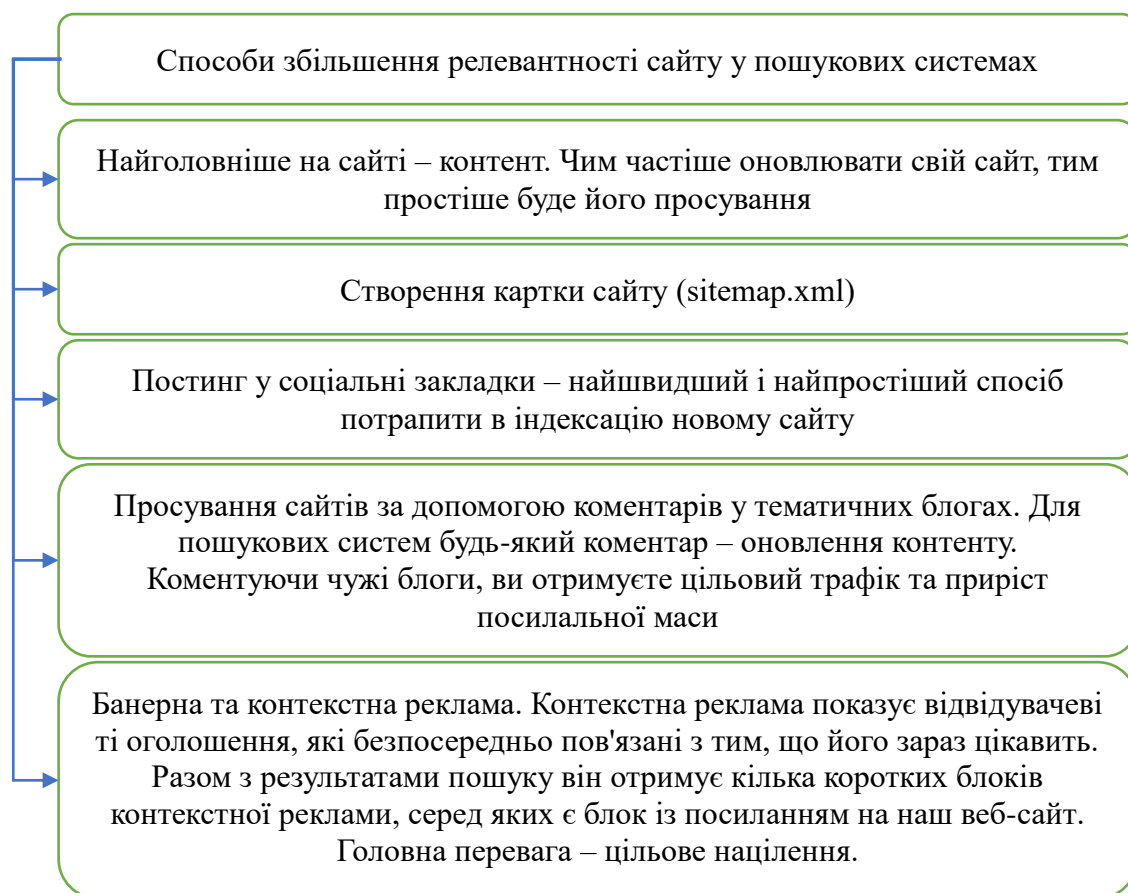 Способи збільшення релевантності сайту у пошукових системах
Найголовніше на сайті – контент. Чим частіше оновлювати свій сайт, тим
простіше буде його просування
Створення картки сайту (sitemap.xml)
Постинг у соціальні закладки – найшвидший і найпростіший спосіб
потрапити в індексацію новому сайту
Просування сайтів за допомогою коментарів у тематичних блогах. Для
пошукових систем будь-який коментар – оновлення контенту.
Коментуючи чужі блоги, ви отримуєте цільовий трафік та приріст
посилальної маси
Банерна та контекстна реклама. Контекстна реклама показує відвідувачеві
ті оголошення, які безпосередньо пов'язані з тим, що його зараз цікавить.
Разом з результатами пошуку він отримує кілька коротких блоків
контекстної реклами, серед яких є блок із посиланням на наш веб-сайт.
Головна перевага – цільове націлення.